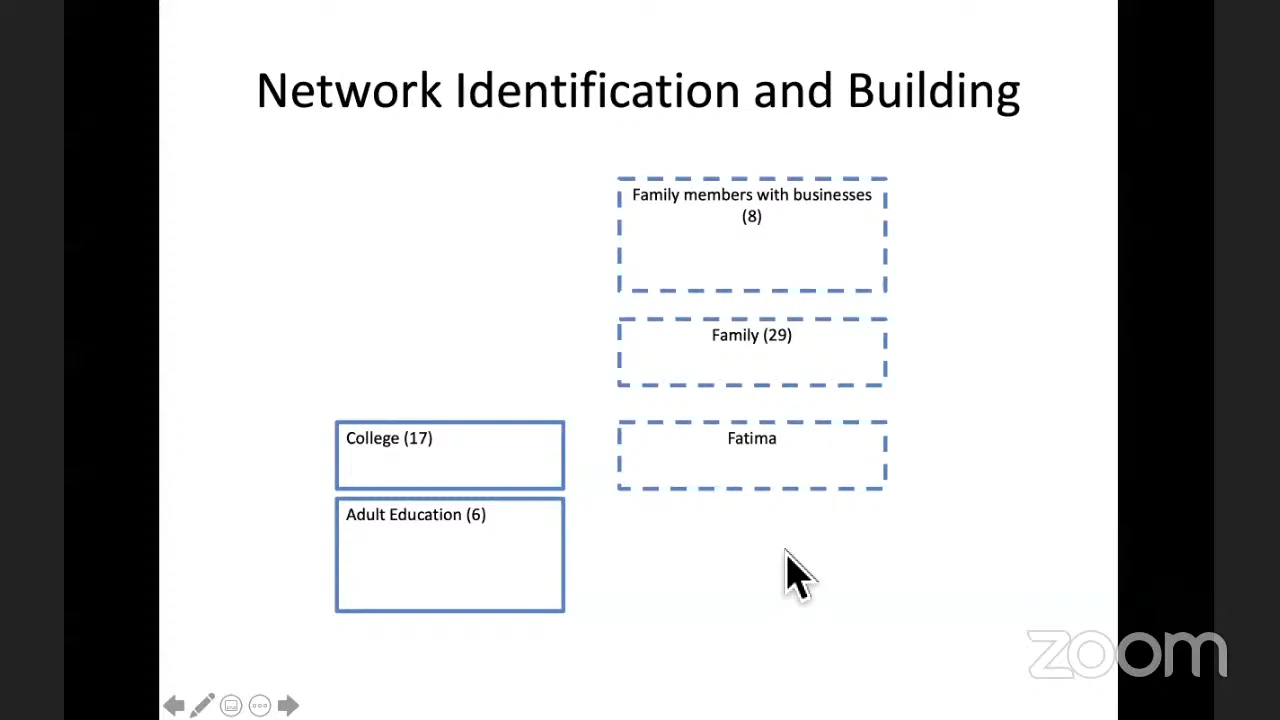 Network Identification and Building
Family members with businesses
(8)
Family (29)
College (17)
Fatima
Adult Education (6)
zoom